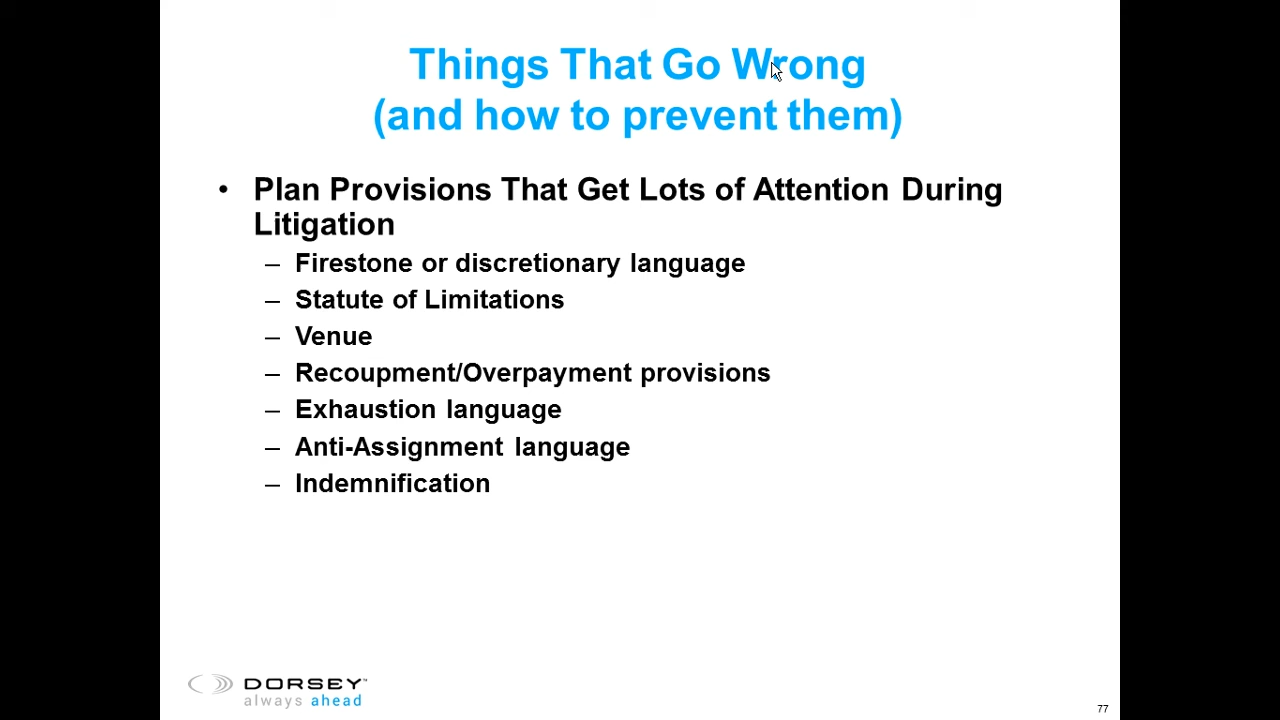 Things That Go Wrong
(and how to prevent them)
• Plan Provisions That Get Lots of Attention During
Litigation
– Firestone or discretionary language
– Statute of Limitations
– Venue
– Recoupment/Overpayment provisions
– Exhaustion language
– Anti-Assignment language
– Indemnification
DORSEY™
always ahead
77